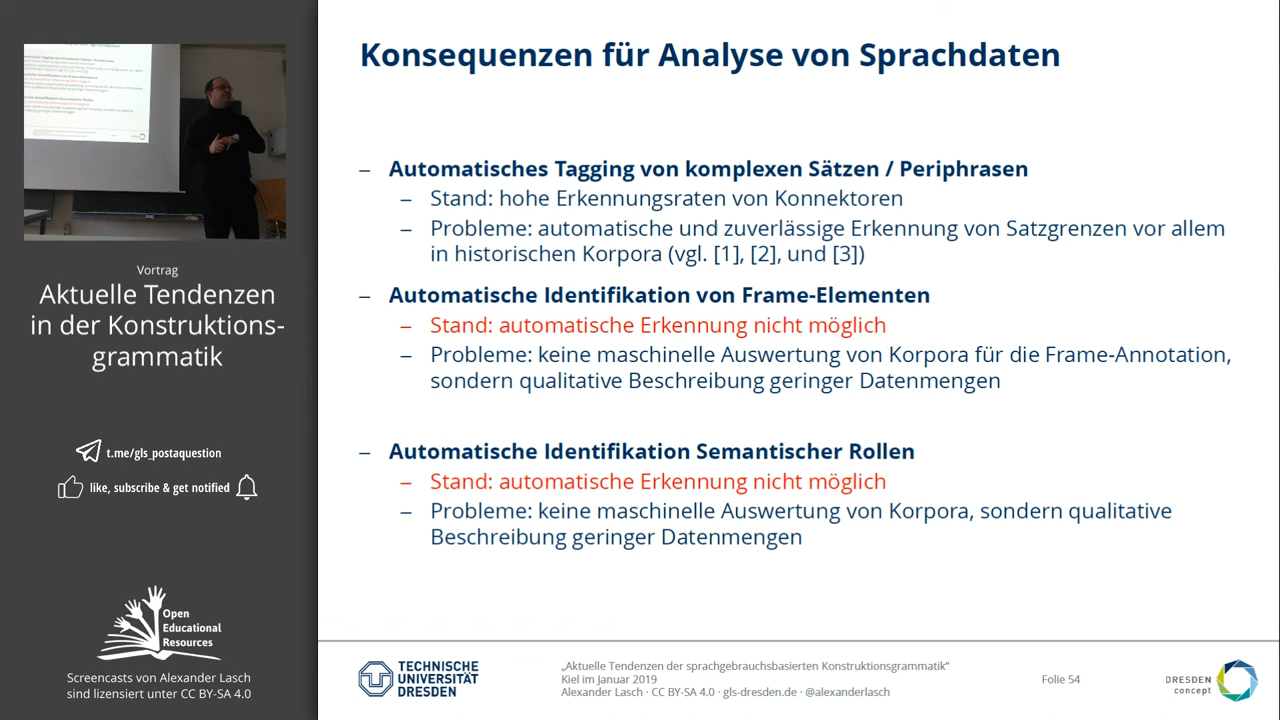 Vortrag
Aktuelle Tendenzen
in der Konstruktions-
grammatik
t.me/gls_postaquestion
like, subscribe & get notified
Open
Educational
Resources
Screencasts von Alexander Lasch
sind lizensiert unter CC BY-SA 4.0
Konsequenzen für Analyse von Sprachdaten
– Automatisches Tagging von komplexen Sätzen / Periphrasen
– Stand: hohe Erkennungsraten von Konnektoren
– Probleme: automatische und zuverlässige Erkennung von Satzgrenzen vor allem
in historischen Korpora (vgl. [1], [2], und [3])
– Automatische Identifikation von Frame-Elementen
– Stand: automatische Erkennung nicht möglich
– Probleme: keine maschinelle Auswertung von Korpora für die Frame-Annotation,
sondern qualitative Beschreibung geringer Datenmengen
– Automatische Identifikation Semantischer Rollen
– Stand: automatische Erkennung nicht möglich
– Probleme: keine maschinelle Auswertung von Korpora, sondern qualitative
Beschreibung geringer Datenmengen
TECHNISCHE
UNIVERSITÄT
DRESDEN
„Aktuelle Tendenzen der sprachgebrauchsbasierten Konstruktionsgrammatik“
Kiel im Januar 2019
Alexander Lasch · CC BY-SA 4.0 · gls-dresden.de · @alexanderlasch
Folie 54
DRESDEN
concept